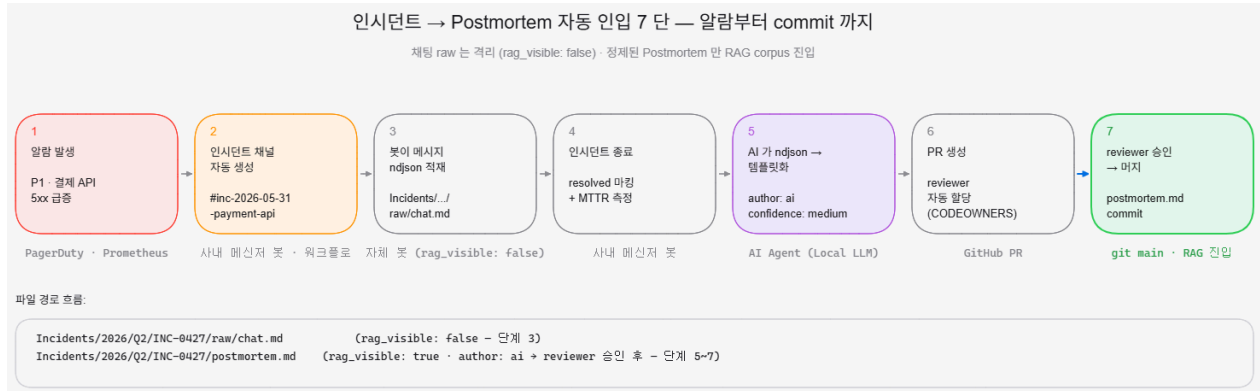 인시던트 → Postmortem 자동 인입 7 단 — 알람부터 commit 까지
채팅 raw 는 격리 (rag_visible: false) · 정제된 Postmortem 만 RAG corpus 진입
1
알람 발생
P1 · 결제 API
5xx 급증
PagerDuty · Prometheus
2
인시던트 채널
자동 생성
#inc-2026-05-31
-payment-api
사내 메신저 봇 · 워크플로
3
봇이 메시지
ndjson 적재
Incidents/.../
raw/chat.md
자체 봇 (rag_visible: false)
4
인시던트 종료
resolved 마킹
+ MTTR 측정
사내 메신저 봇
5
AI 가 ndjson →
템플릿화
author: ai
confidence: medium
AI Agent (Local LLM)
6
PR 생성
reviewer
자동 할당
(CODEOWNERS)
GitHub PR
7
reviewer 승인
→ 머지
postmortem.md
commit
git main · RAG 진입
파일 경로 흐름:
Incidents/2026/Q2/INC-0427/raw/chat.md (rag_visible: false — 단계 3)
Incidents/2026/Q2/INC-0427/postmortem.md (rag_visible: true · author: ai → reviewer 승인 후 — 단계 5~7)